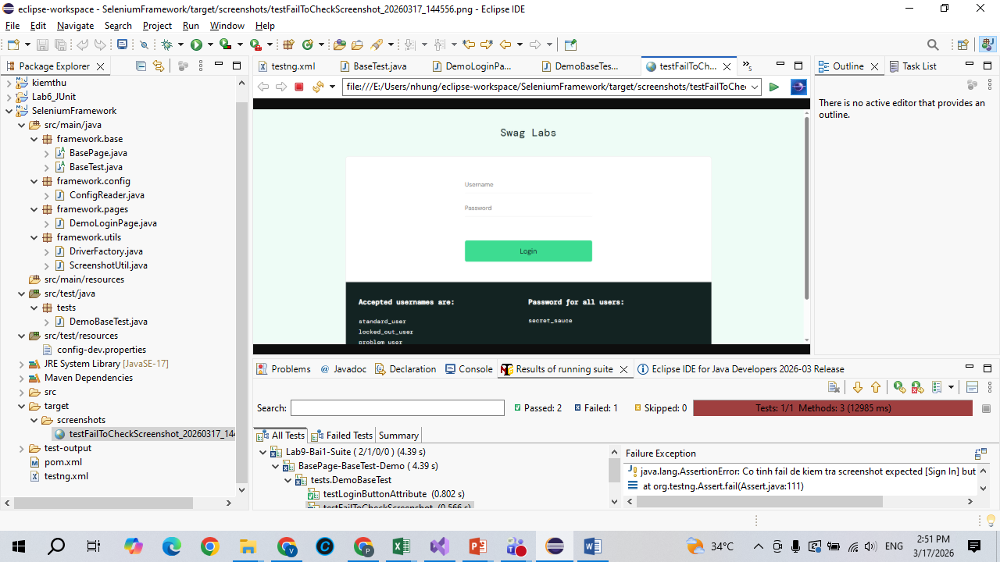 eclipse-workspace - SeleniumFramework/target/screenshots/testFailToCheckScreenshot_20260317_144556.png - Eclipse IDE
File Edit Navigate Search Project Run Window Help
Package Explorer
kiemthu
Lab6_JUnit
SeleniumFramework
src/main/java
framework.base
BasePage.java
BaseTest.java
framework.config
ConfigReader.java
framework.pages
DemoLoginPage.java
framework.utils
DriverFactory.java
ScreenshotUtil.java
src/main/resources
src/test/java
tests
DemoBaseTest.java
src/test/resources
config-dev.properties
JRE System Library [JavaSE-17]
Maven Dependencies
src
target
screenshots
testFailToCheckScreenshot_20260317_144
test-output
pom.xml
testng.xml
testng.xml BaseTest.java DemoLoginPa... DemoBaseTes... testFailToCh... »5
file:///E:/Users/nhung/eclipse-workspace/SeleniumFramework/target/screenshots/testFailToChe
Swag Labs
Username
Password
Login
Accepted usernames are: Password for all users:
standard_user secret_sauce
locked_out_user
problem_user
Outline Task List
There is no active editor that provides an
outline.
Problems @ Javadoc Declaration Console Results of running suite Eclipse IDE for Java Developers 2026-03 Release
Search: Passed: 2 Failed: 1 Skipped: 0 Tests: 1/1 Methods: 3 (12985 ms)
All Tests Failed Tests Summary
Lab9-Bai1-Suite ( 2/1/0/0 ) (4.39 s)
BasePage-BaseTest-Demo ( 4.39 s)
tests.DemoBaseTest
testLoginButtonAttribute (0.802 s)
testFailToCheckScreenshot (0.566 s)
Failure Exception
java.lang.AssertionError: Co tinh fail de kiem tra screenshot expected [Sign In] but
at org.testng.Assert.fail(Assert.java:111)
34°C
ENG
2:51 PM
3/17/2026